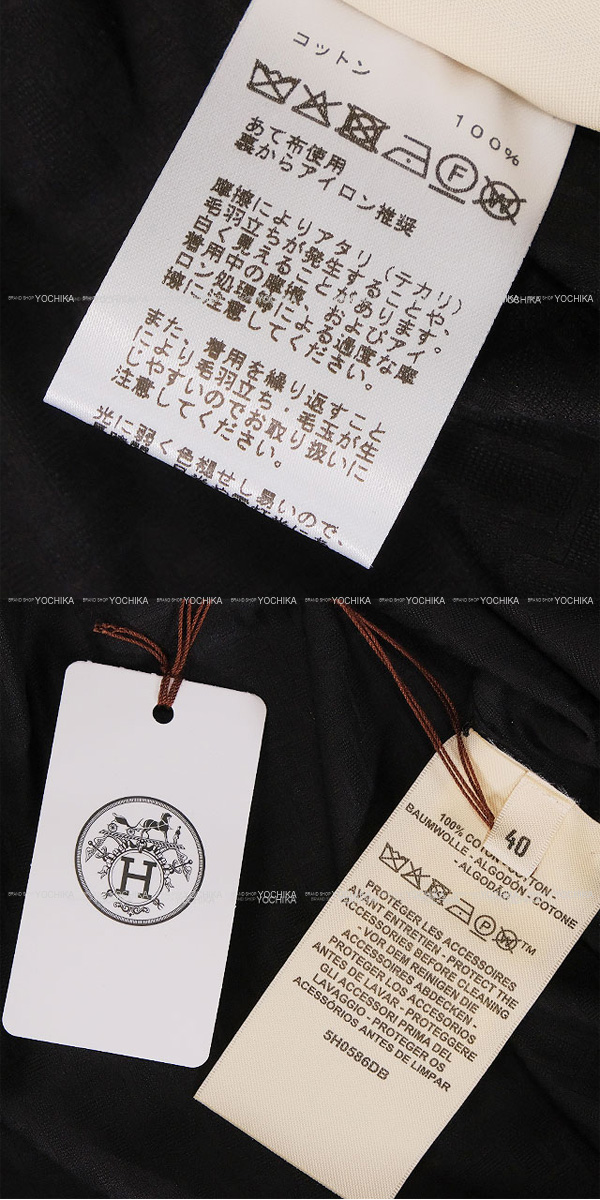 コットン
100%
あて布使用
裏からアイロン推奨
摩擦によりアタリ（テカリ）
毛羽立ちが発生することや、
白く見えることがあります。
着用中の摩擦、およびアイ
ロン処理等による過度な摩
擦に注意してください。
また、着用を繰り返すこと
により毛羽立ち・毛玉が生
じやすいのでお取り扱いに
注意してください。
光に弱く色褪せし易いので、
BRAND SHOP YOCHIKA
H
40
100% COTON - COTTON -
BAUMWOLLE - ALGODÓN - COTONE
- ALGODÃO
PROTÉGER LES ACCESSOIRES
AVANT ENTRETIEN - PROTECT THE
ACCESSORIES BEFORE CLEANING
- VOR DEM REINIGEN DIE
ACCESSOIRES ABDECKEN -
ANTES DE LAVAR, PROTEGER LOS ACCESORIOS
GLI ACCESSORI PRIMA DEL
LAVAGGIO - PROTEGER OS
ACESSÓRIOS ANTES DE LIMPAR
5H0586DB